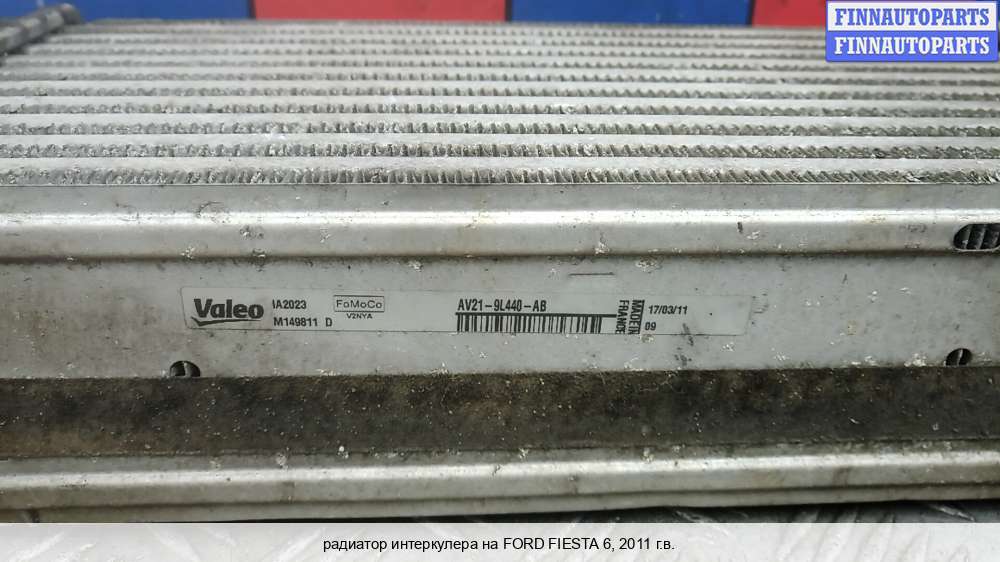 FINNAUTOPARTS
FINNAUTOPARTS
Valeo
IA2023
M149811 D
FoMoCo
V2NYA
AV21-9L440-AB
MADE IN
FRANCE
17/03/11
09
радиатор интеркулера на FORD FIESTA 6, 2011 г.в.